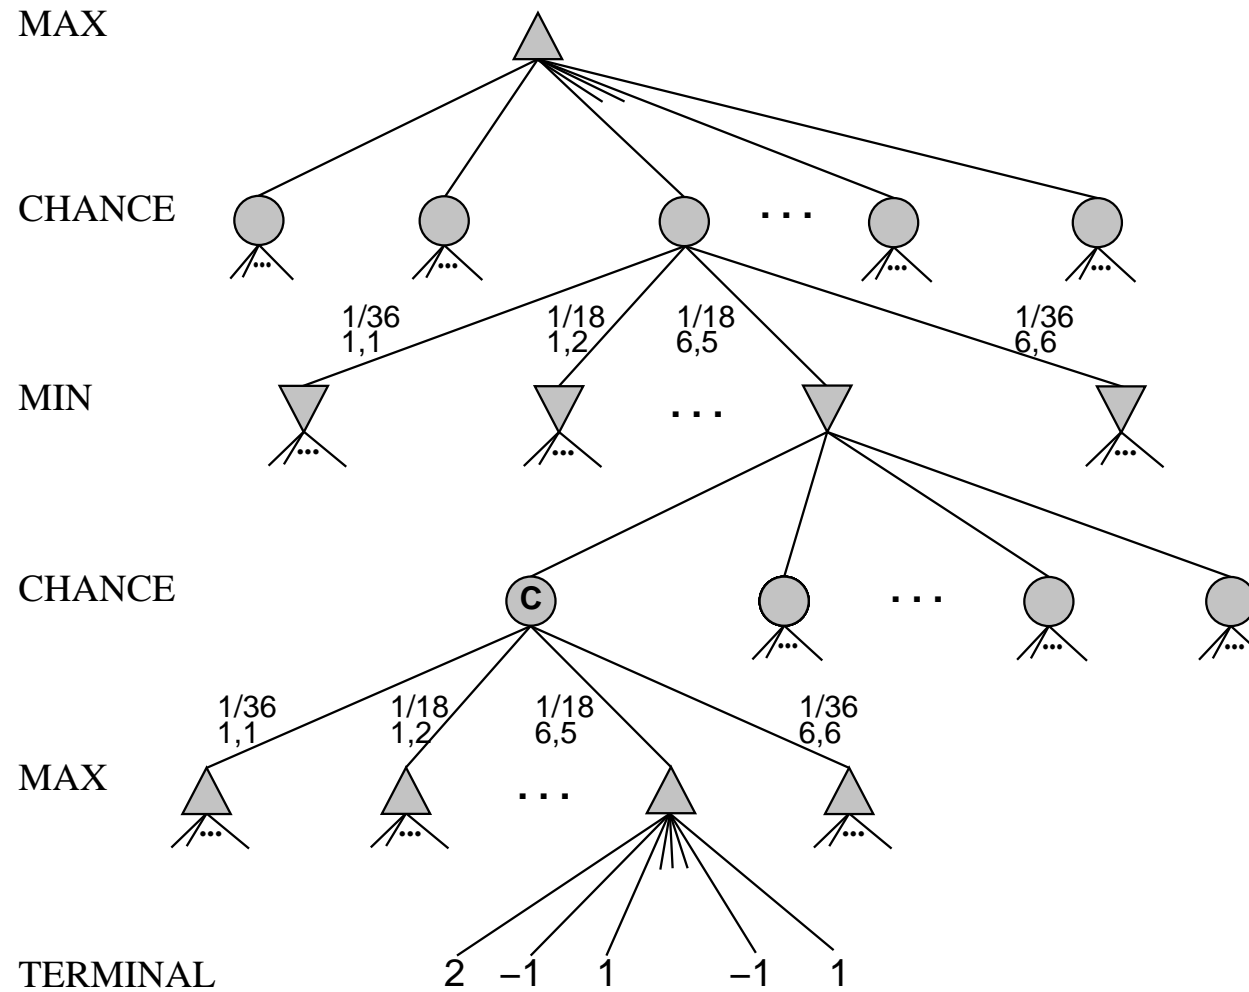 MAX
CHANCE
...
... ... ... ...
1/36 1/18 1/18 1/36
1,1 1,2 6,5 6,6
MIN
...
... ... ...
CHANCE
C
...
... ... ...
1/36 1/18 1/18 1/36
1,1 1,2 6,5 6,6
MAX
...
... ... ...
TERMINAL
2 –1 1 –1 1